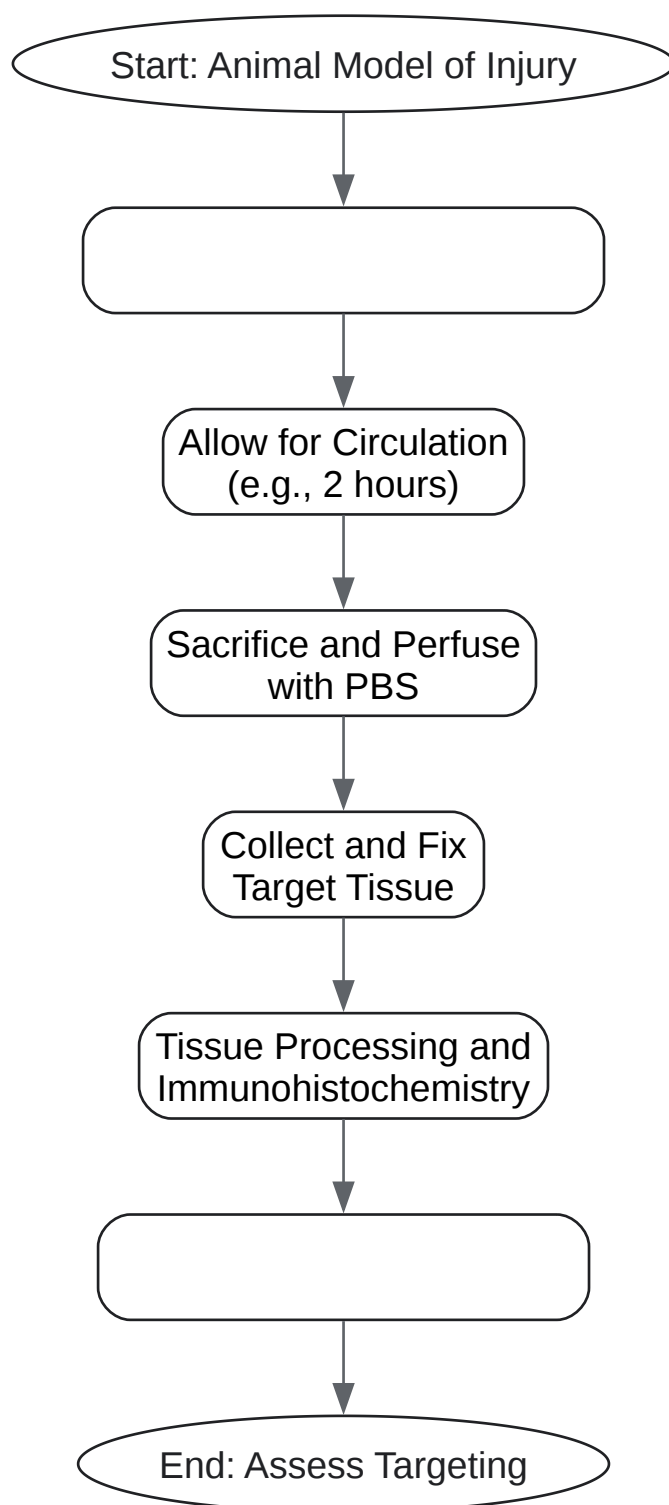 Start: Animal Model of Injury
Allow for Circulation
(e.g., 2 hours)
Sacrifice and Perfuse
with PBS
Collect and Fix
Target Tissue
Tissue Processing and
Immunohistochemistry
End: Assess Targeting